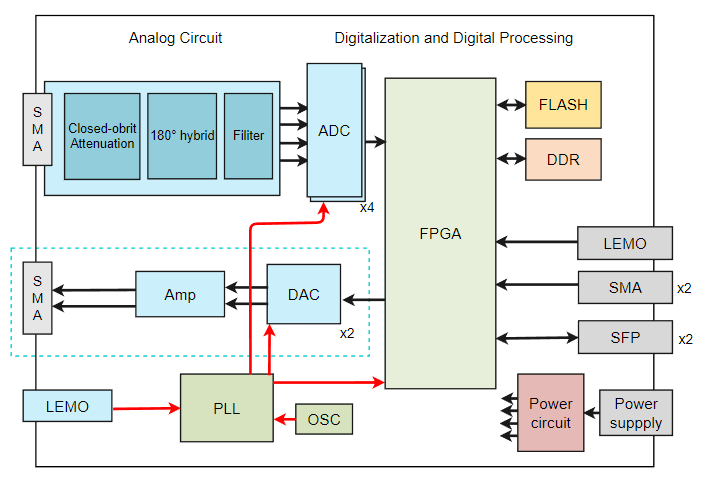 Analog Circuit
Digitalization and Digital Processing
S
M
A
Closed-obrit
Attenuation
180° hybrid
Filiter
ADC
x4
FPGA
FLASH
DDR
LEMO
SMA
x2
SFP
x2
S
M
A
Amp
DAC
x2
LEMO
PLL
OSC
Power
circuit
Power
suppply